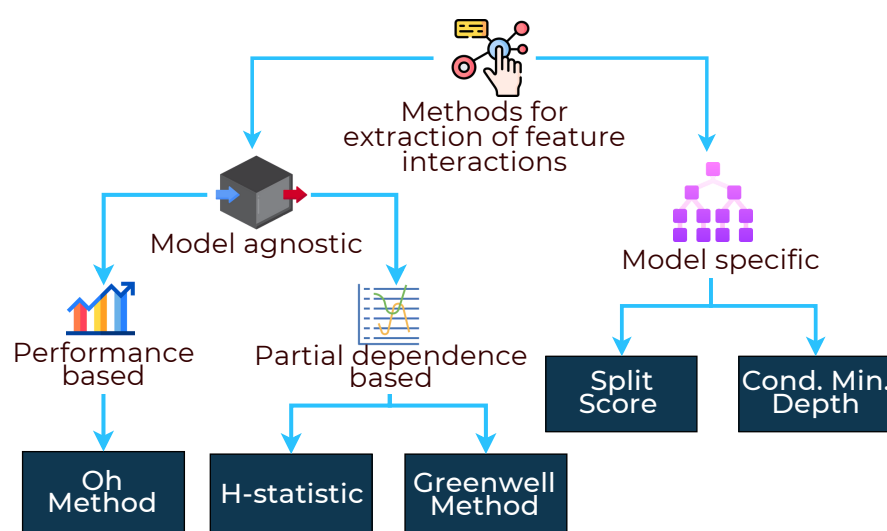 Methods for
extraction of feature
interactions
Model agnostic
Model specific
Performance
based
Partial dependence
based
Split
Score
Cond. Min.
Depth
Oh
Method
H-statistic
Greenwell
Method